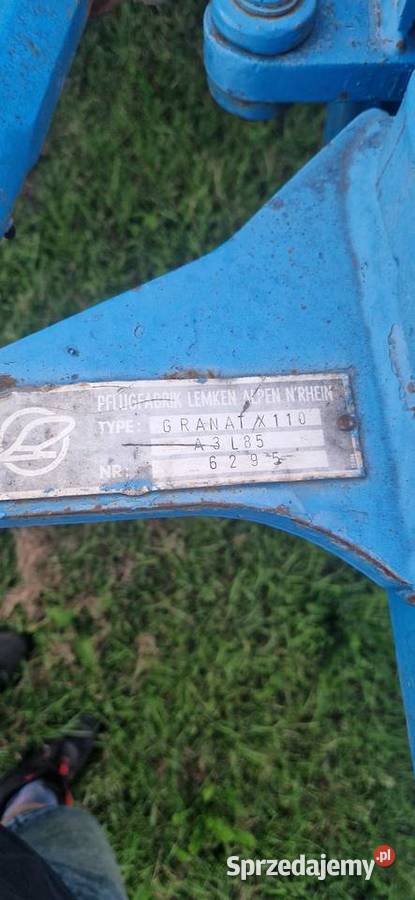 PFLUGFABRIK LEMKEN ALPEN N'RHEIN
TYPE: GRANAT/X110
A3L85
NR: 6295
Sprzedajemy.pl